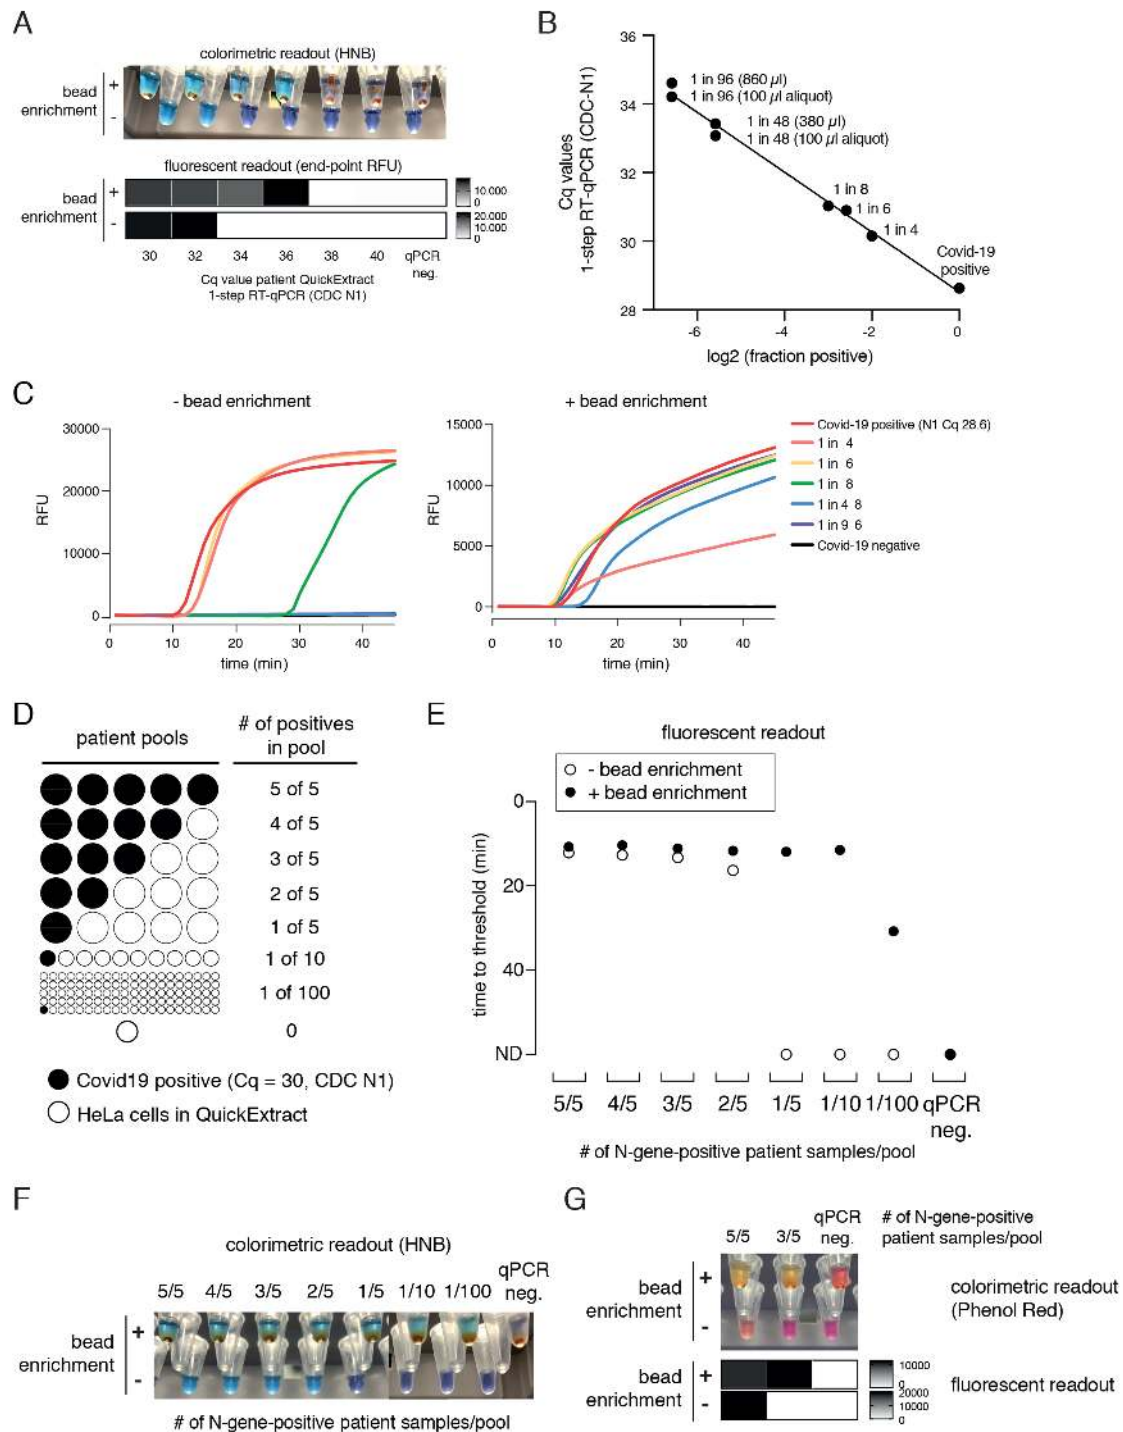 A
colorimetric readout (HNB)
bead
enrichment
+
-
fluorescent readout (end-point RFU)
bead
enrichment
+
-
10.000
0
20.000
10.000
0
30 32 34 36 38 40 qPCR
neg.
Cq value patient QuickExtract
1-step RT-qPCR (CDC N1)
B
Cq values
1-step RT-qPCR (CDC-N1)
36
34
32
30
28
1 in 96 (860 µl)
1 in 96 (100 µl aliquot)
1 in 48 (380 µl)
1 in 48 (100 µl aliquot)
1 in 8
1 in 6
1 in 4
Covid-19
positive
-6 -4 -2 0
log2 (fraction positive)
C
- bead enrichment
RFU
30000
20000
10000
0
0 10 20 30 40
time (min)
+ bead enrichment
RFU
15000
10000
5000
0
0 10 20 30 40
time (min)
Covid-19 positive (N1 Cq 28.6)
1 in 4
1 in 6
1 in 8
1 in 4 8
1 in 9 6
Covid-19 negative
D
patient pools
# of positives
in pool
5 of 5
4 of 5
3 of 5
2 of 5
1 of 5
1 of 10
1 of 100
0
Covid19 positive (Cq = 30, CDC N1)
HeLa cells in QuickExtract
E
fluorescent readout
- bead enrichment
+ bead enrichment
time to threshold (min)
0
20
40
ND
5/5 4/5 3/5 2/5 1/5 1/10 1/100 qPCR
neg.
# of N-gene-positive patient samples/pool
F
colorimetric readout (HNB)
5/5 4/5 3/5 2/5 1/5 1/10 1/100 qPCR
neg.
bead
enrichment
+
-
# of N-gene-positive patient samples/pool
G
5/5 3/5 qPCR
neg.
# of N-gene-positive
patient samples/pool
bead
enrichment
+
-
colorimetric readout
(Phenol Red)
bead
enrichment
+
-
10000
0
20000
10000
0
fluorescent readout